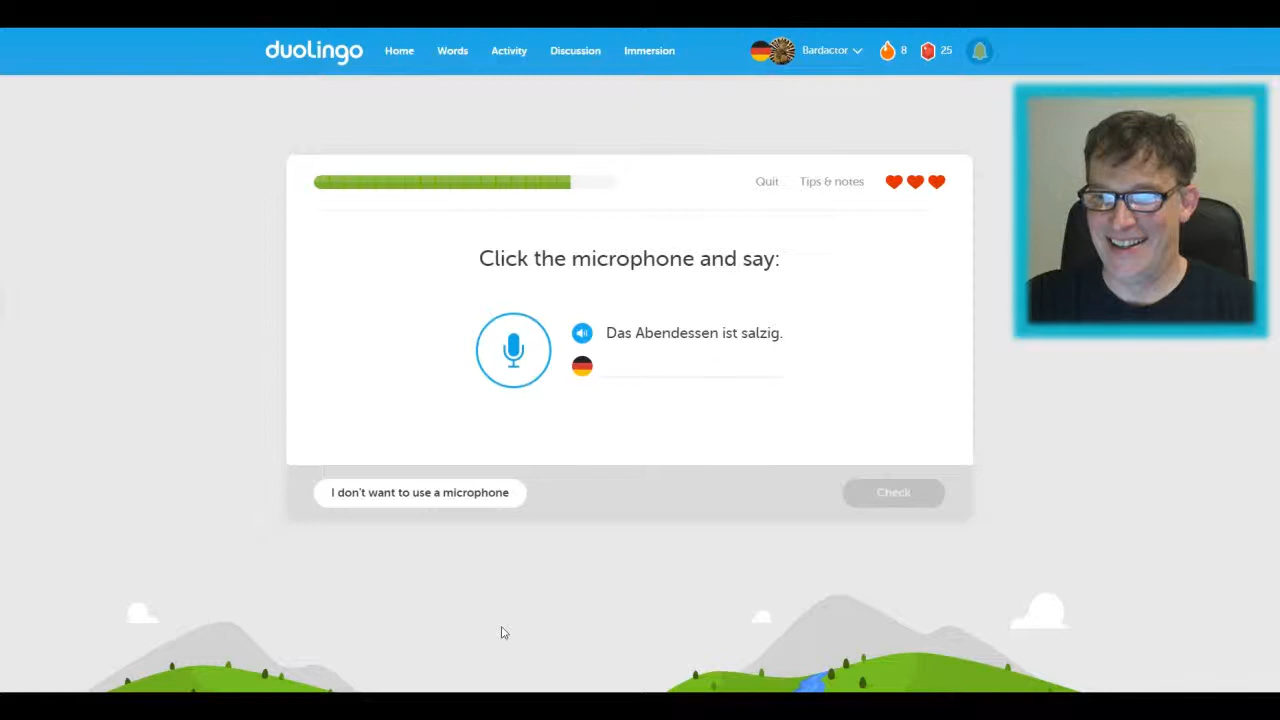 duolingo Home Words Activity Discussion Immersion Bardactor 8 25
Quit Tips & notes
Click the microphone and say:
Das Abendessen ist salzig.
I don't want to use a microphone Check